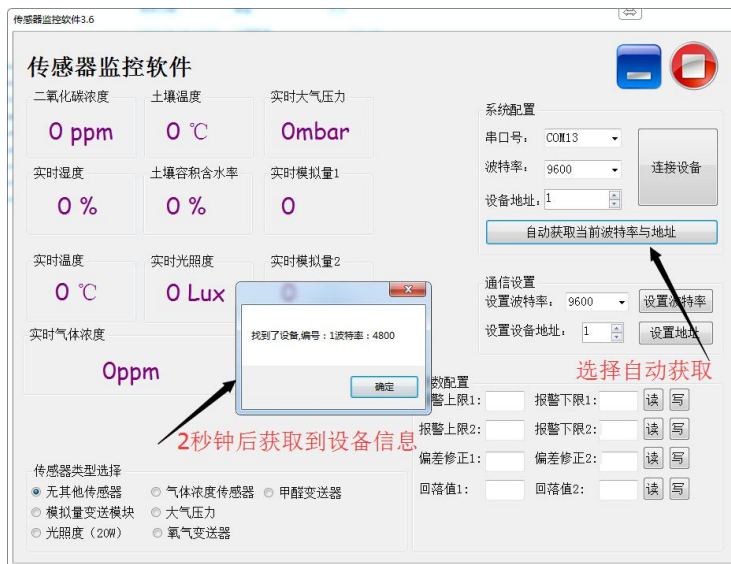 传感器监控软件3.6
传感器监控软件
二氧化碳浓度
0 ppm
土壤温度
0 ℃
实时大气压力
0mbar
实时湿度
0 %
土壤容积含水率
0 %
实时模拟量1
0
实时温度
0 ℃
实时光照度
0 Lux
实时模拟量2
0
实时气体浓度
0ppm
系统配置
串口号: COM13
波特率: 9600
设备地址: 1
连接设备
自动获取当前波特率与地址
通信设置
设置波特率: 9600 设置波特率
设置设备地址: 1 设置地址
选择自动获取
找到了设备,编号:1波特率:4800
确定
2秒钟后获取到设备信息
数配置
警上限1: 报警下限1: 读 写
报警上限2: 报警下限2: 读 写
偏差修正1: 偏差修正2: 读 写
回落值1: 回落值2: 读 写
传感器类型选择
无其他传感器 气体浓度传感器 甲醛变送器
模拟量变送模块 大气压力
光照度(20W) 氧气变送器